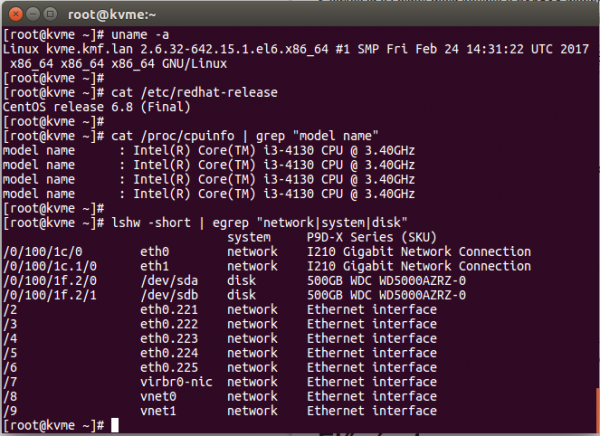 root@kvme:~
[root@kvme ~]# uname -a
Linux kvme.kmf.lan 2.6.32-642.15.1.el6.x86_64 #1 SMP Fri Feb 24 14:31:22 UTC 2017
 x86_64 x86_64 x86_64 GNU/Linux
[root@kvme ~]#
[root@kvme ~]# cat /etc/redhat-release
CentOS release 6.8 (Final)
[root@kvme ~]#
[root@kvme ~]# cat /proc/cpuinfo | grep "model name"
model name      : Intel(R) Core(TM) i3-4130 CPU @ 3.40GHz
model name      : Intel(R) Core(TM) i3-4130 CPU @ 3.40GHz
model name      : Intel(R) Core(TM) i3-4130 CPU @ 3.40GHz
model name      : Intel(R) Core(TM) i3-4130 CPU @ 3.40GHz
[root@kvme ~]#
[root@kvme ~]# lshw -short | egrep "network|system|disk"
                              system     P9D-X Series (SKU)
/0/100/1c/0        eth0       network    I210 Gigabit Network Connection
/0/100/1c.1/0      eth1       network    I210 Gigabit Network Connection
/0/100/1f.2/0      /dev/sda   disk       500GB WDC WD5000AZRZ-0
/0/100/1f.2/1      /dev/sdb   disk       500GB WDC WD5000AZRZ-0
/2                 eth0.221   network    Ethernet interface
/3                 eth0.222   network    Ethernet interface
/4                 eth0.223   network    Ethernet interface
/5                 eth0.224   network    Ethernet interface
/6                 eth0.225   network    Ethernet interface
/7                 virbr0-nic  network    Ethernet interface
/8                 vnet0      network    Ethernet interface
/9                 vnet1      network    Ethernet interface
[root@kvme ~]#